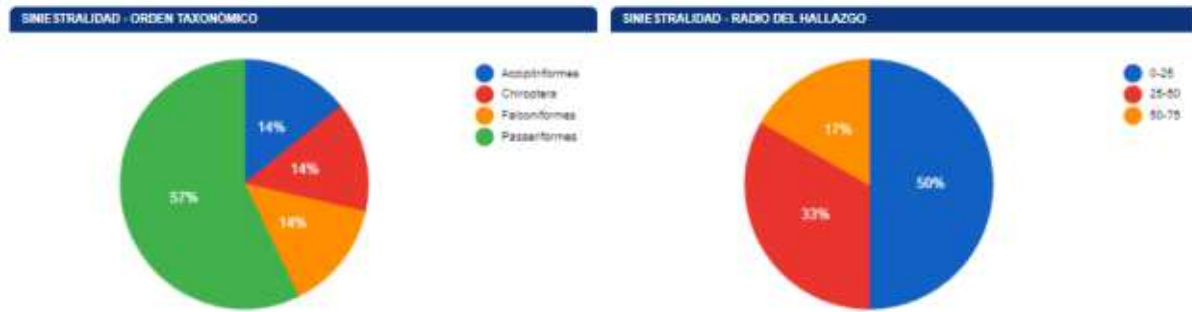 SINIESTRALIDAD - ORDEN TAXONÓMICO
14%
14%
14%
57%
Accipitriformes
Chiroptera
Falconiformes
Passeriformes
SINIESTRALIDAD - RADIO DEL HALLAZGO
17%
50%
33%
0-25
25-50
50-75